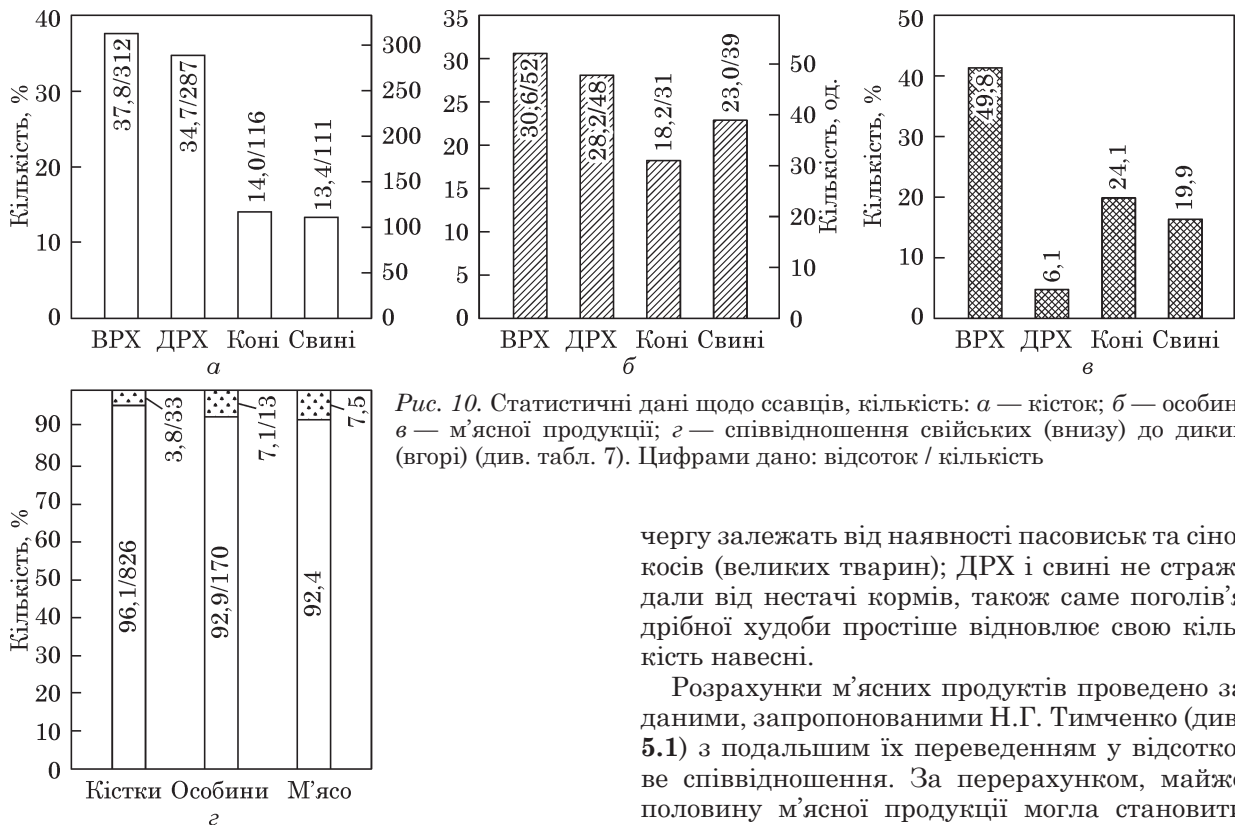 40
30
20
10
0
Кількість, %
37,8/312
34,7/287
14,0/116
13,4/111
300
250
200
150
100
50
0
ВРХ ДРХ Коні Свині
а
35
30
25
20
15
10
5
0
30,6/52
28,2/48
18,2/31
23,0/39
50
40
30
20
10
0
Кількість, од.
ВРХ ДРХ Коні Свині
б
50
40
30
20
10
0
Кількість, %
49,8
6,1
24,1
19,9
ВРХ ДРХ Коні Свині
в
90
80
70
60
50
40
30
20
10
0
Кількість, %
96,1/826
3,8/33
92,9/170
7,1/13
92,4
7,5
Кістки Особини М'ясо
г
Рис. 10. Статистичні дані щодо ссавців, кількість: а — кісток; б — особин
в — м'ясної продукції; г — співвідношення свійських (внизу) до дики
(вгорі) (див. табл. 7). Цифрами дано: відсоток / кількість
чергу залежать від наявності пасовиськ та сіно
косів (великих тварин); ДРХ і свині не страж
дали від нестачі кормів, також саме поголів'я
дрібної худоби простіше відновлює свою кіль
кість навесні.
Розрахунки м'ясних продуктів проведено за
даними, запропонованими Н.Г. Тимченко (див
5.1) з подальшим їх переведенням у відсотко
ве співвідношення. За перерахунком, майже
половину м'ясної продукції могла становити